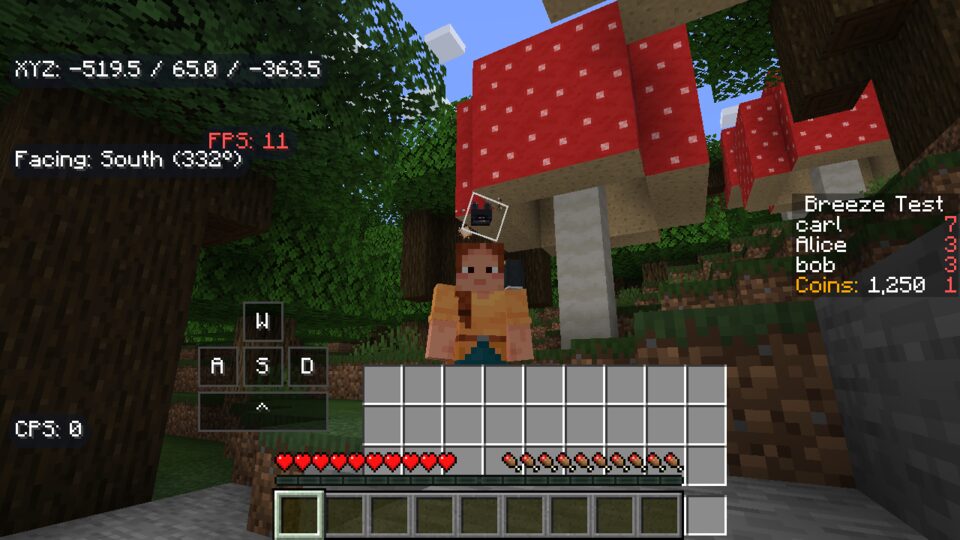 XYZ: -519.5 / 65.0 / -363.5
FPS: 11
Facing: South (332º)
Breeze Test
carl 7
Alice 3
bob 3
Coins: 1,250 1
W
A S D
^
CPS: 0